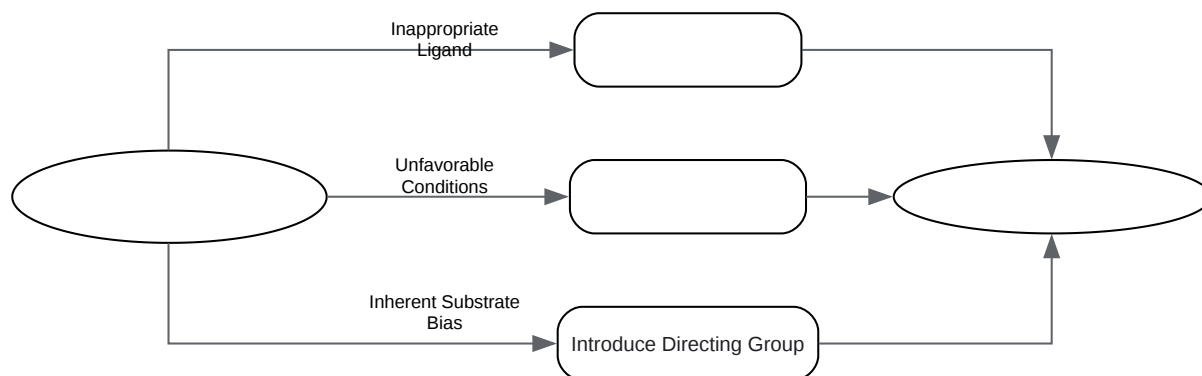 Inappropriate
Ligand
Unfavorable
Conditions
Inherent Substrate
Bias
Introduce Directing Group